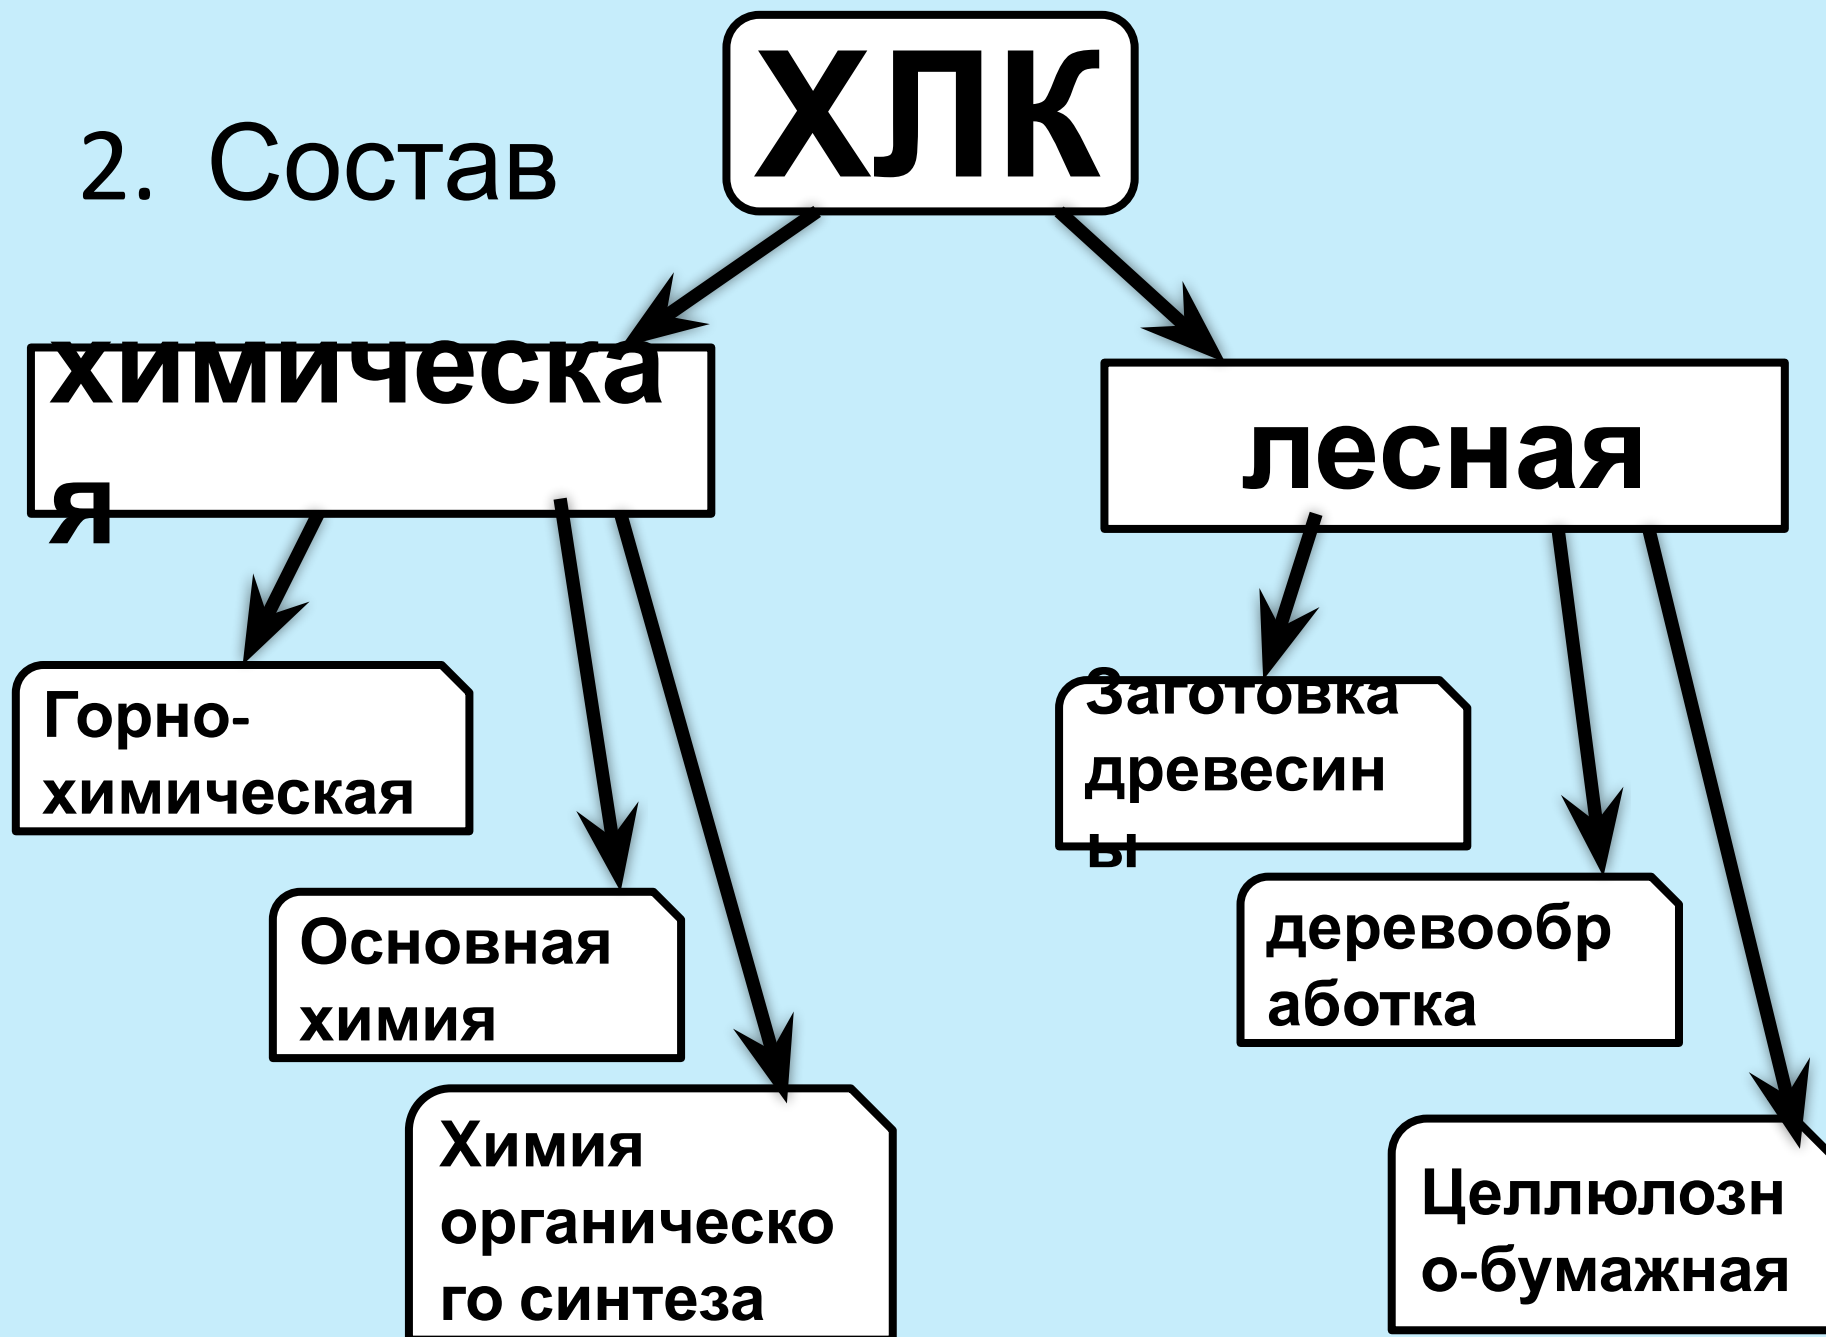 ХЛК
2. Состав
химическа
я
лесная
Горно-
химическая
Заготовка
древесин
ы
Основная
химия
деревообр
аботка
Химия
органическо
го синтеза
Целлюлозн
о-бумажная